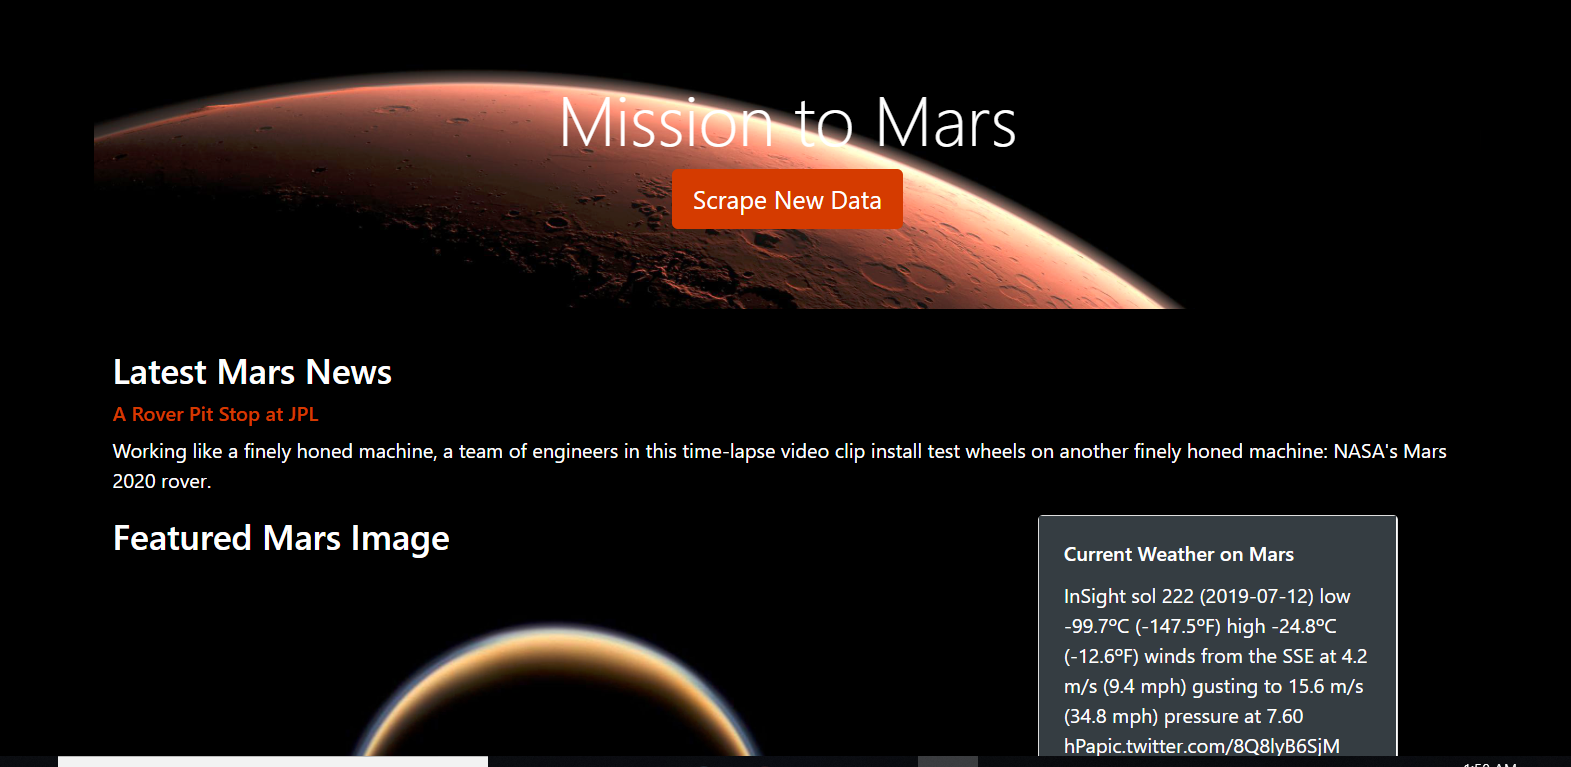 Mission to Mars
Scrape New Data
Latest Mars News
A Rover Pit Stop at JPL
Working like a finely honed machine, a team of engineers in this time-lapse video clip install test wheels on another finely honed machine: NASA's Mars
2020 rover.
Featured Mars Image
Current Weather on Mars
InSight sol 222 (2019-07-12) low
-99.7ºC (-147.5ºF) high -24.8ºC
(-12.6ºF) winds from the SSE at 4.2
m/s (9.4 mph) gusting to 15.6 m/s
(34.8 mph) pressure at 7.60
hPapic.twitter.com/8Q8lyB6SjM